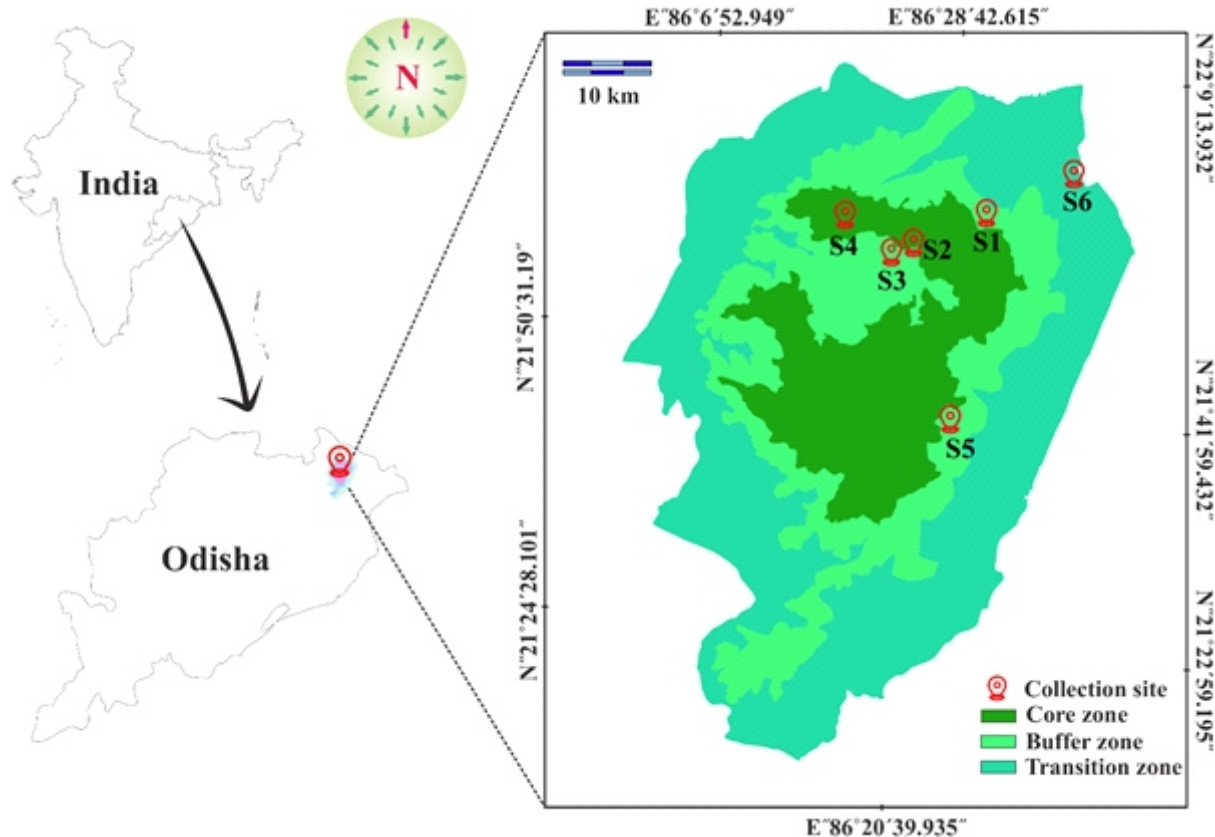 E″86°6´52.949″
E″86°28´42.615″
N
10 km
N″22°9´13.932″
India
S6
S4
S2
S1
S3
N″21°50´31.19″
S5
N″21°41´59.432″
Odisha
N″21°24´28.101″
N″21°22´59.195″
Collection site
Core zone
Buffer zone
Transition zone
E″86°20´39.935″